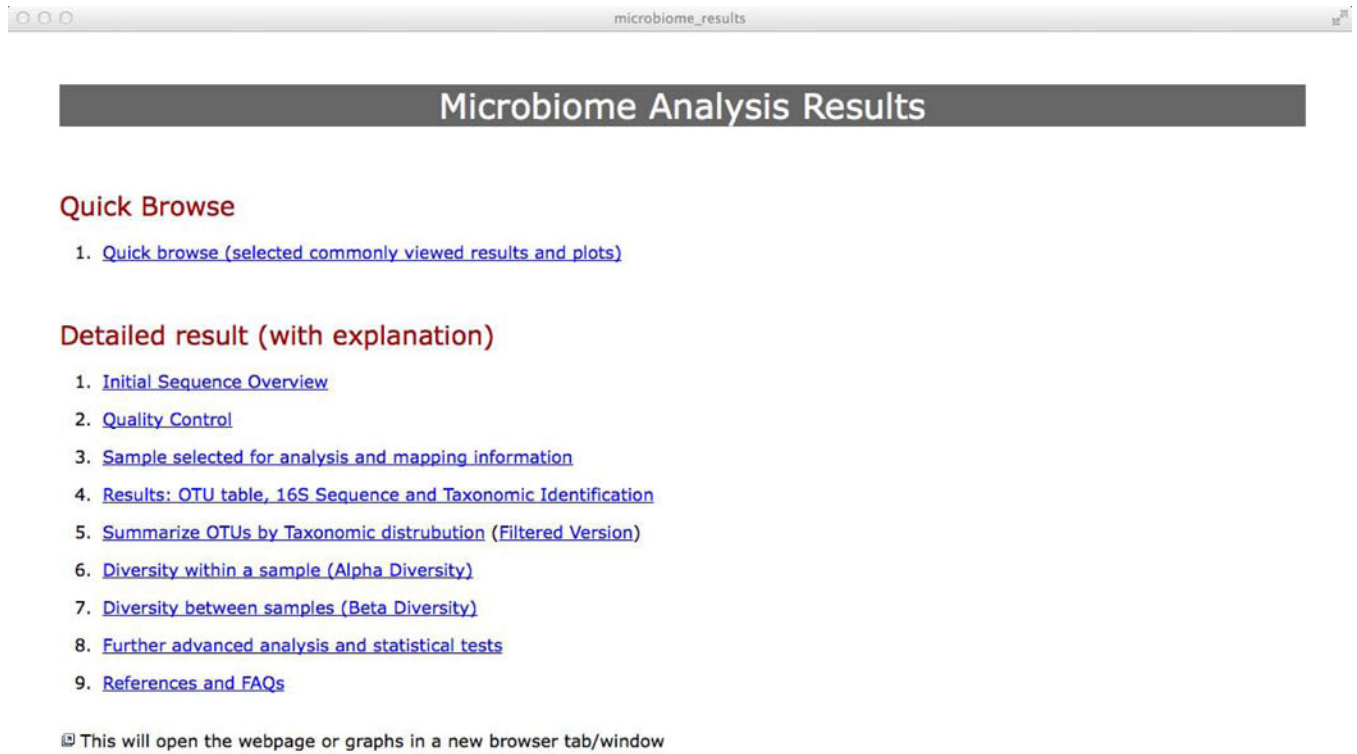 microbiome_results
Microbiome Analysis Results
Quick Browse
1. Quick browse (selected commonly viewed results and plots)
Detailed result (with explanation)
1. Initial Sequence Overview
2. Quality Control
3. Sample selected for analysis and mapping information
4. Results: OTU table, 16S Sequence and Taxonomic Identification
5. Summarize OTUs by Taxonomic distrubution (Filtered Version)
6. Diversity within a sample (Alpha Diversity)
7. Diversity between samples (Beta Diversity)
8. Further advanced analysis and statistical tests
9. References and FAQs
This will open the webpage or graphs in a new browser tab/window